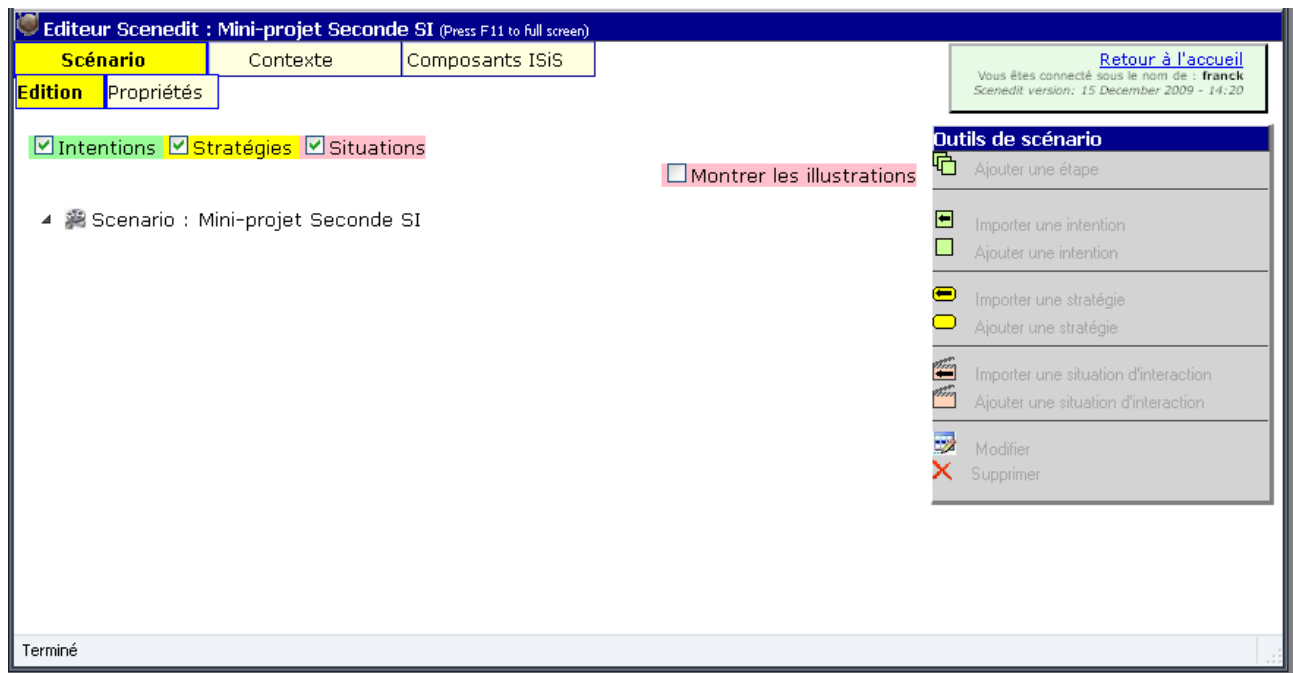 Editeur Scenedit : Mini-projet Seconde SI (Press F11 to full screen)
Scénario Contexte Composants ISiS
Edition Propriétés
Retour à l'accueil
Vous êtes connecté sous le nom de : franck
Scenedit version: 15 December 2009 - 14:20
Intentions Stratégies Situations
Montrer les illustrations
Scenario : Mini-projet Seconde SI
Outils de scénario
Ajouter une étape
Importer une intention
Ajouter une intention
Importer une stratégie
Ajouter une stratégie
Importer une situation d'interaction
Ajouter une situation d'interaction
Modifier
Supprimer
Terminé